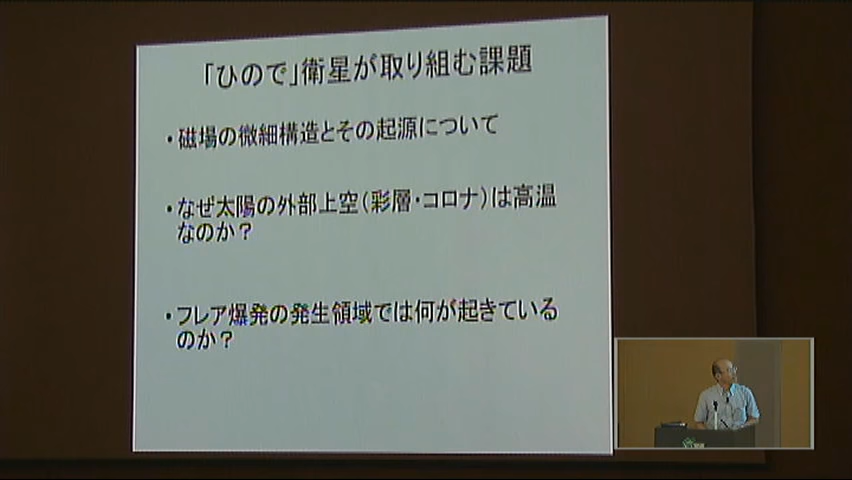 「ひので」衛星が取り組む課題
・磁場の微細構造とその起源について
・なぜ太陽の外部上空(彩層・コロナ)は高温
なのか?
・フレア爆発の発生領域では何が起きている
のか?